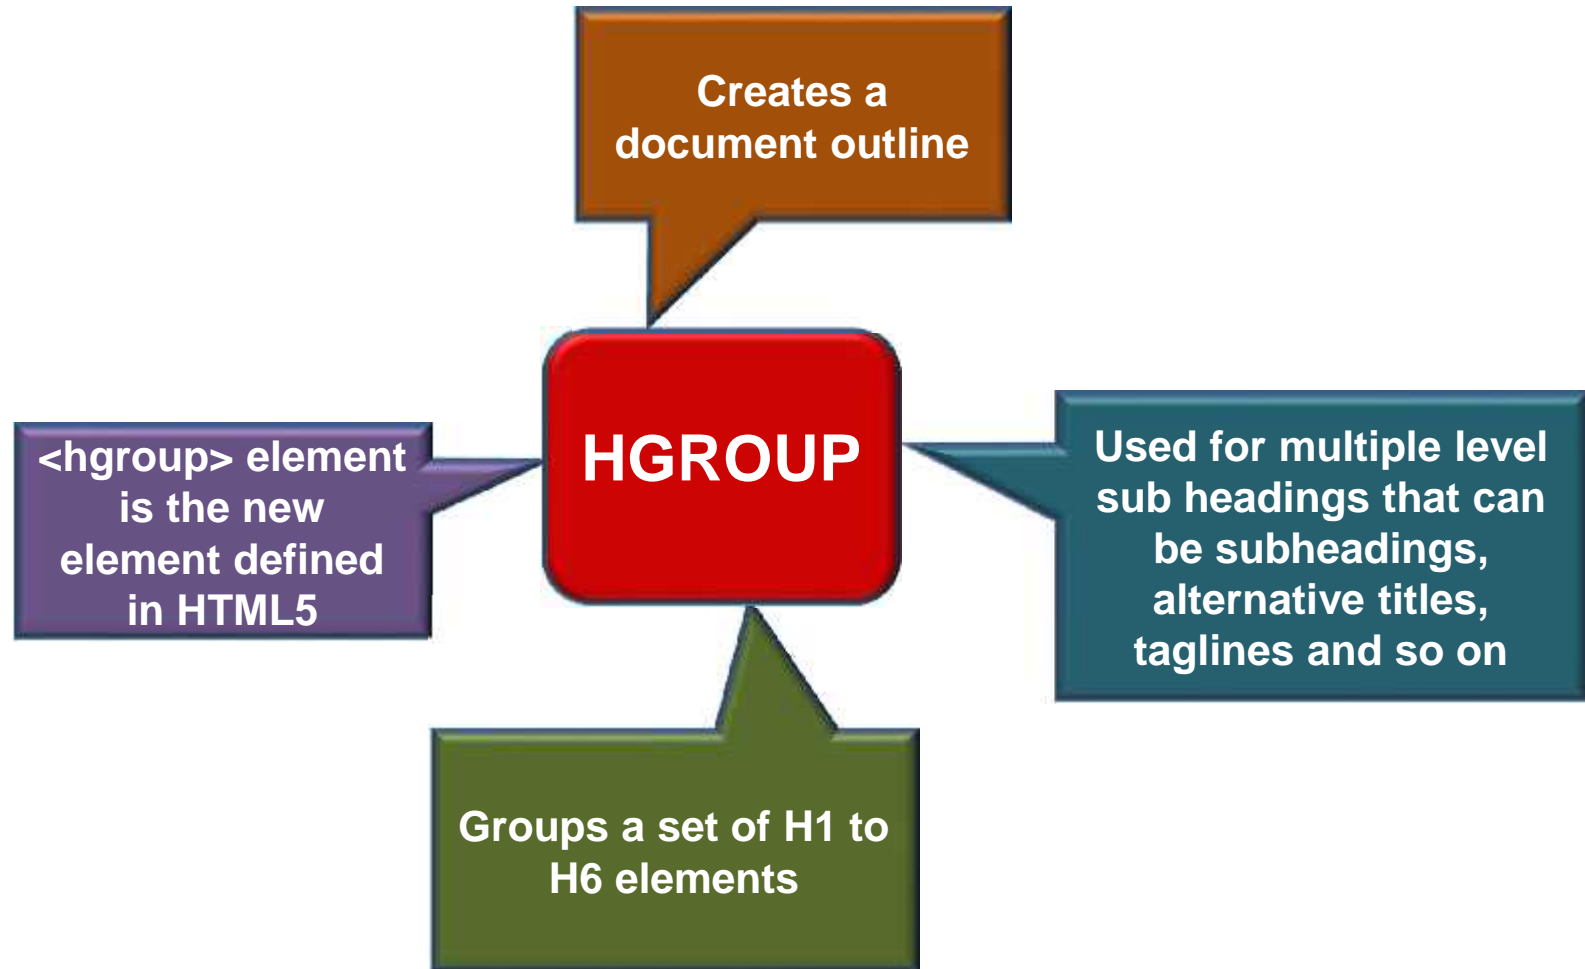 Creates a
document outline
HGROUP
<hgroup> element
is the new
element defined
in HTML5
Used for multiple level
sub headings that can
be subheadings,
alternative titles,
taglines and so on
Groups a set of H1 to
H6 elements